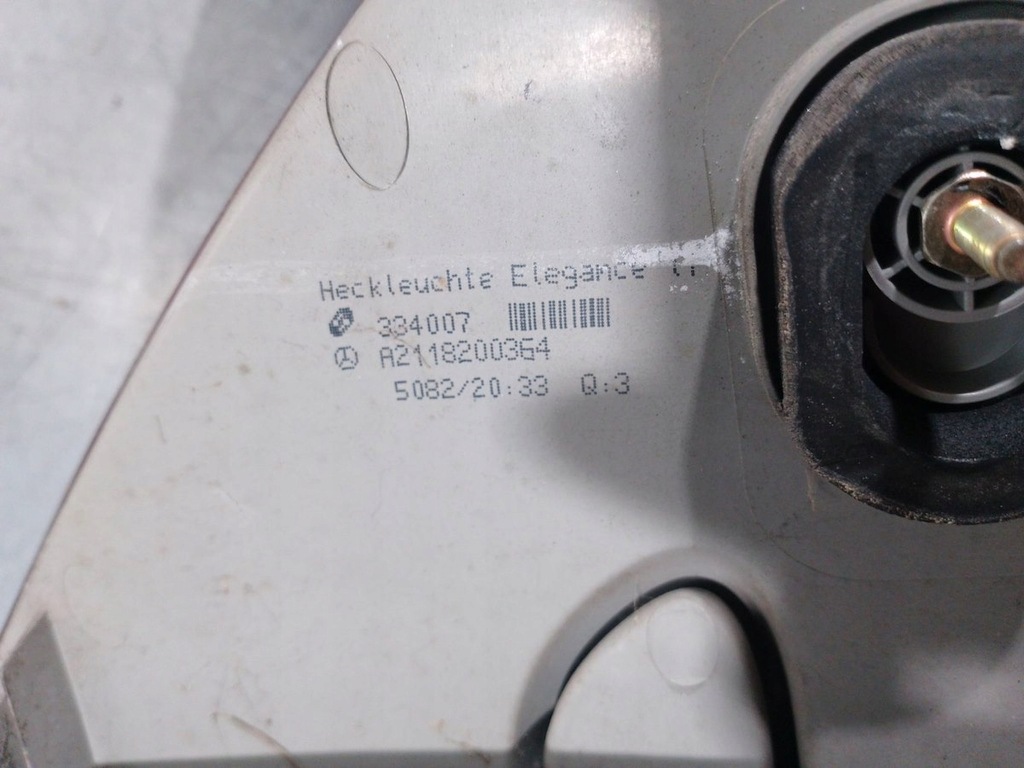 Heckleuchte Elegance
334007
A2118200364
5082/20:33 Q:3